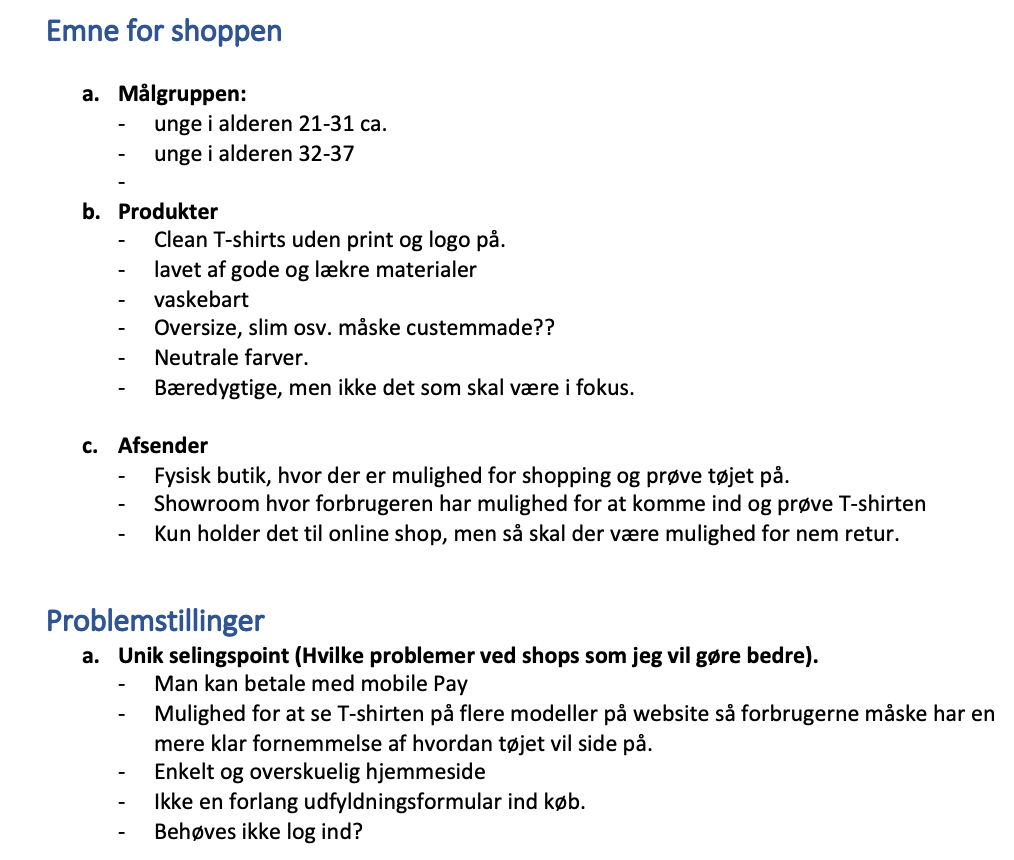 Emne for shoppen
a. Målgruppen:
- unge i alderen 21-31 ca.
- unge i alderen 32-37
-
b. Produkter
- Clean T-shirts uden print og logo på.
- lavet af gode og lækre materialer
- vaskebart
- Oversize, slim osv. måske custemmade??
- Neutrale farver.
- Bæredygtige, men ikke det som skal være i fokus.
c. Afsender
- Fysisk butik, hvor der er mulighed for shopping og prøve tøjet på.
- Showroom hvor forbrugeren har mulighed for at komme ind og prøve T-shirten
- Kun holder det til online shop, men så skal der være mulighed for nem retur.
Problemstillinger
a. Unik selingspoint (Hvilke problemer ved shops som jeg vil gøre bedre).
- Man kan betale med mobile Pay
- Mulighed for at se T-shirten på flere modeller på website så forbrugerne måske har en
mere klar fornemmelse af hvordan tøjet vil side på.
- Enkelt og overskuelig hjemmeside
- Ikke en forlang udfyldningsformular ind køb.
- Behøves ikke log ind?